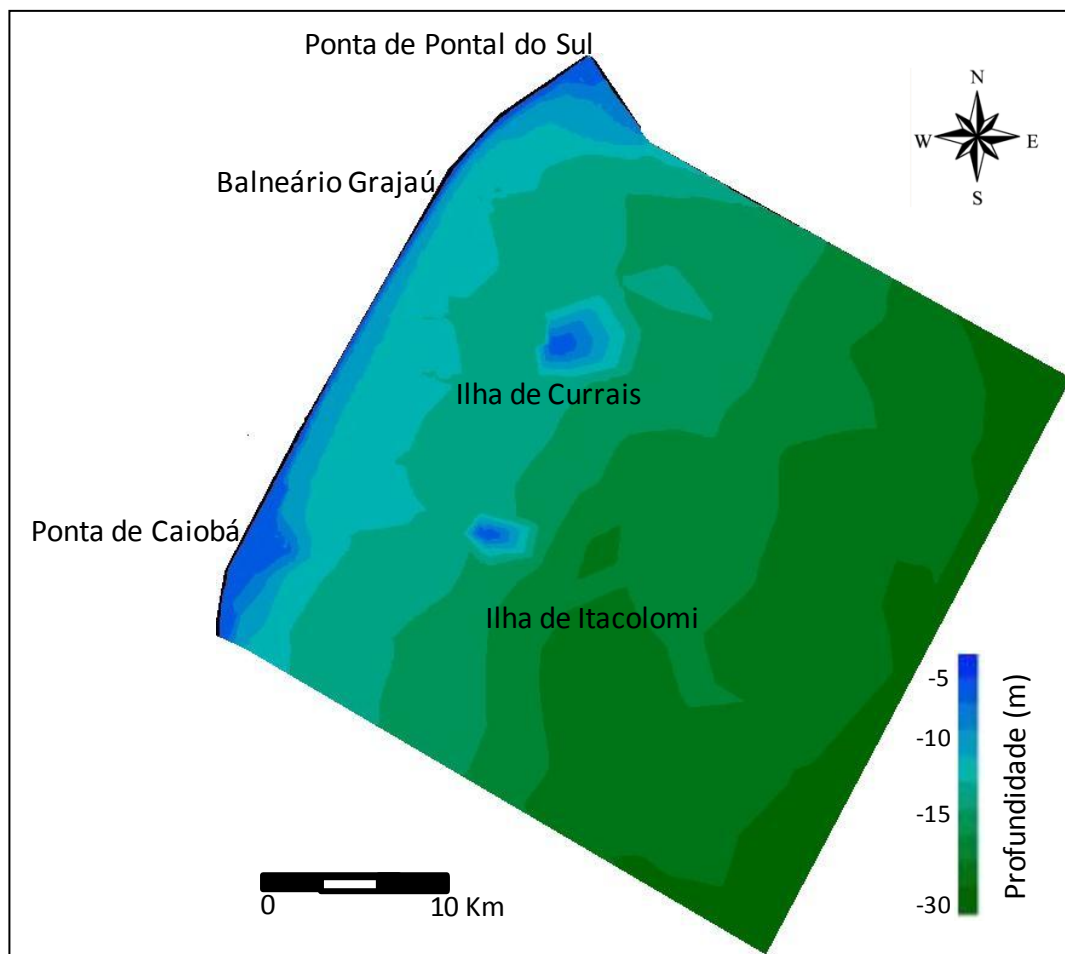 Ponta de Pontal do Sul
N
W
E
S
Balneário Grajaú
Ilha de Currais
Ponta de Caiobá
Ilha de Itacolomi
-5
-10
-15
-30
Profundidade (m)
0
10 Km